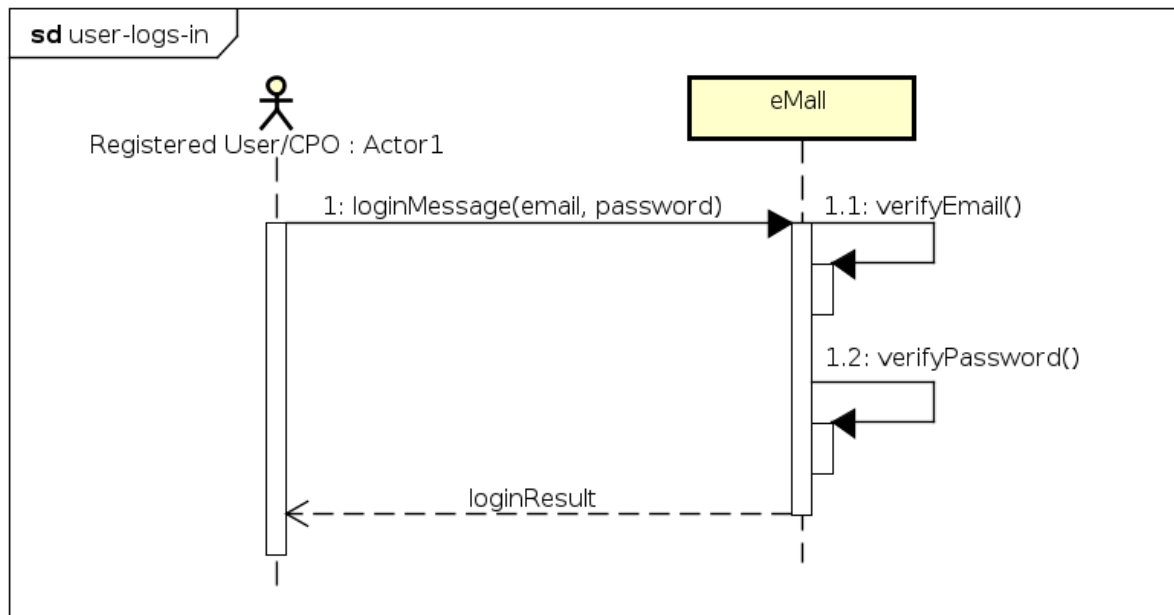 sd user-logs-in
eMall
Registered User/CPO : Actor1
1: loginMessage(email, password)
1.1: verifyEmail()
1.2: verifyPassword()
loginResult